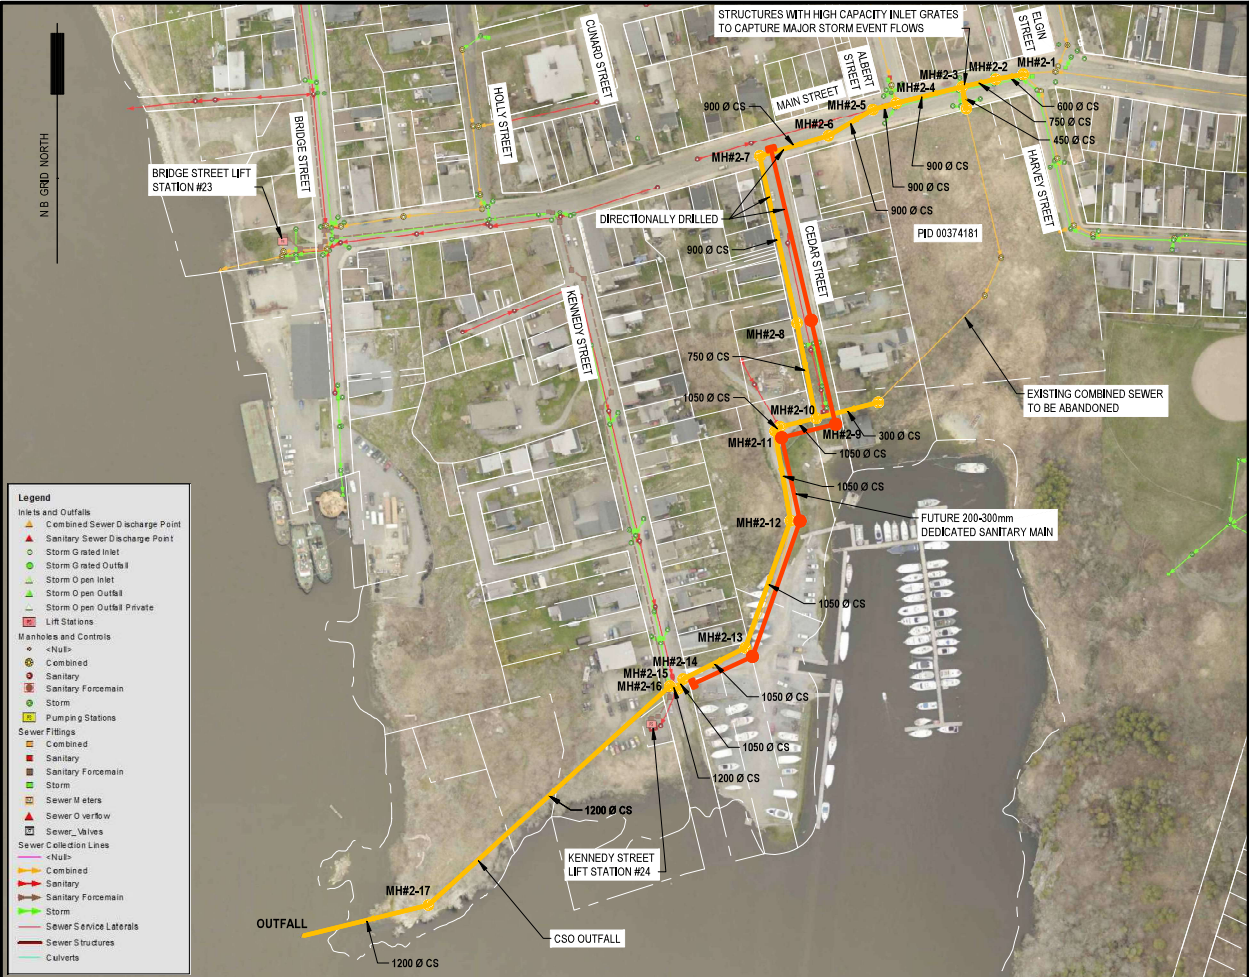 STRUCTURES WITH HIGH CAPACITY INLET GRATES
TO CAPTURE MAJOR STORM EVENT FLOWS
ELGIN
STREET
CUNARD STREET
ALBERT
STREET
MH#2-1
MH#2-2
MH#2-3
MH#2-4
MAIN STREET
MH#2-5
900 Ø CS
MH#2-6
600 Ø CS
750 Ø CS
450 Ø CS
HOLLY STREET
BRIDGE STREET
NB GRID NORTH
MH#2-7
900 Ø CS
900 Ø CS
900 Ø CS
HARVEY STREET
BRIDGE STREET LIFT
STATION #23
DIRECTIONALLY DRILLED
PID 00374181
900 Ø CS
CEDAR STREET
KENNEDY STREET
MH#2-8
750 Ø CS
1050 Ø CS
EXISTING COMBINED SEWER
TO BE ABANDONED
MH#2-10
MH#2-9
300 Ø CS
MH#2-11
1050 Ø CS
1050 Ø CS
MH#2-12
FUTURE 200-300mm
DEDICATED SANITARY MAIN
1050 Ø CS
MH#2-13
MH#2-14
MH#2-15
MH#2-16
1050 Ø CS
1050 Ø CS
1200 Ø CS
1200 Ø CS
KENNEDY STREET
LIFT STATION #24
MH#2-17
OUTFALL
CSO OUTFALL
1200 Ø CS
Legend
Inlets and Outfalls
Combined Sewer Discharge Point
Sanitary Sewer Discharge Point
Storm Grated Inlet
Storm Grated Outfall
Storm Open Inlet
Storm Open Outfall
Storm Open Outfall Private
Lift Stations
Manholes and Controls
<Null>
Combined
Sanitary
Sanitary Forcemain
Storm
Pumping Stations
Sewer Fittings
Combined
Sanitary
Sanitary Forcemain
Storm
Sewer Meters
Sewer Overflow
Sewer_Valves
Sewer Collection Lines
<Null>
Combined
Sanitary
Sanitary Forcemain
Storm
Sewer Service Laterals
Sewer Structures
Culverts